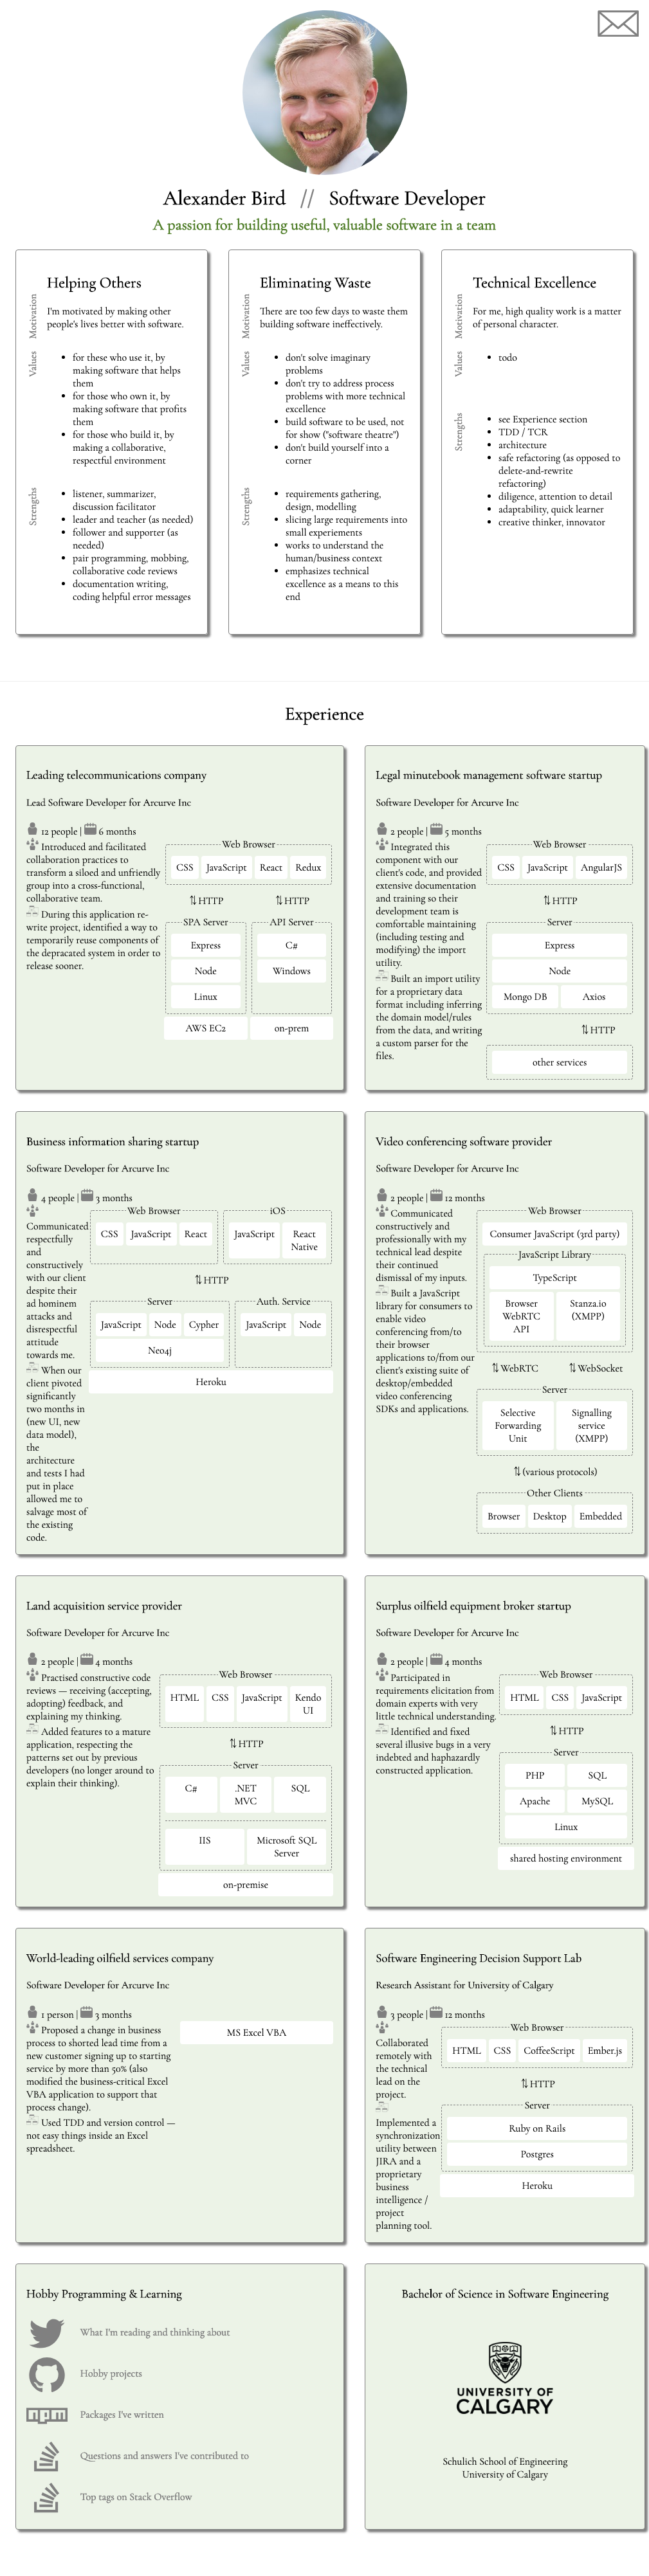 Alexander Bird // Software Developer
A passion for building useful, valuable software in a team
Helping Others
Motivation
I'm motivated by making other
people's lives better with software.
Values
for these who use it, by
making software that helps
them
for those who own it, by
making software that profits
them
for those who build it, by
making a collaborative,
respectful environment
Strengths
listener, summarizer,
discussion facilitator
leader and teacher (as needed)
follower and supporter (as
needed)
pair programming, mobbing,
collaborative code reviews
documentation writing,
coding helpful error messages
Eliminating Waste
Motivation
There are too few days to waste them
building software ineffectively.
Values
don't solve imaginary
problems
don't try to address process
problems with more technical
excellence
build software to be used, not
for show ("software theatre")
don't build yourself into a
corner
Strengths
requirements gathering,
design, modelling
slicing large requirements into
small experiements
works to understand the
human/business context
emphasizes technical
excellence as a means to this
end
Technical Excellence
Motivation
For me, high quality work is a matter
of personal character.
Values
todo
Strengths
see Experience section
TDD / TCR
architecture
safe refactoring (as opposed to
delete-and-rewrite
refactoring)
diligence, attention to detail
adaptability, quick learner
creative thinker, innovator
Experience
Leading telecommunications company
Lead Software Developer for Arcurve Inc
12 people | 6 months
Introduced and facilitated
collaboration practices to
transform a siloed and unfriendly
group into a cross-functional,
collaborative team.
During this application re-
write project, identified a way to
temporarily reuse components of
the depracated system in order to
release sooner.
Web Browser
CSS JavaScript React Redux
⇅ HTTP ⇅ HTTP
SPA Server API Server
Express C#
Node Windows
Linux
AWS EC2 on-prem
Legal minutebook management software startup
Software Developer for Arcurve Inc
2 people | 5 months
Integrated this
component with our
client's code, and provided
extensive documentation
and training so their
development team is
comfortable maintaining
(including testing and
modifying) the import
utility.
Built an import utility
for a proprietary data
format including inferring
the domain model/rules
from the data, and writing
a custom parser for the
files.
Web Browser
CSS JavaScript AngularJS
⇅ HTTP
Server
Express
Node
Mongo DB Axios
⇅ HTTP
other services
Business information sharing startup
Software Developer for Arcurve Inc
4 people | 3 months
Communicated
respectfully
and
constructively
with our client
despite their
ad hominem
attacks and
disrespectful
attitude
towards me.
When our
client pivoted
significantly
two months in
(new UI, new
data model),
the
architecture
and tests I had
put in place
allowed me to
salvage most of
the existing
code.
Web Browser iOS
CSS JavaScript React JavaScript React
Native
⇅ HTTP
Server Auth. Service
JavaScript Node Cypher JavaScript Node
Neo4j
Heroku
Video conferencing software provider
Software Developer for Arcurve Inc
2 people | 12 months
Communicated
constructively and
professionally with my
technical lead despite
their continued
dismissal of my inputs.
Built a JavaScript
library for consumers to
enable video
conferencing from/to
their browser
applications to/from our
client's existing suite of
desktop/embedded
video conferencing
SDKs and applications.
Web Browser
Consumer JavaScript (3rd party)
JavaScript Library
TypeScript
Browser Stanza.io
WebRTC (XMPP)
API
⇅ WebRTC ⇅ WebSocket
Server
Selective Signalling
Forwarding service
Unit (XMPP)
⇅ (various protocols)
Other Clients
Browser Desktop Embedded
Land acquisition service provider
Software Developer for Arcurve Inc
2 people | 4 months
Practised constructive code
reviews — receiving (accepting,
adopting) feedback, and
explaining my thinking.
Added features to a mature
application, respecting the
patterns set out by previous
developers (no longer around to
explain their thinking).
Web Browser
HTML CSS JavaScript Kendo
UI
⇅ HTTP
Server
C# .NET SQL
MVC
IIS Microsoft SQL
Server
on-premise
Surplus oilfield equipment broker startup
Software Developer for Arcurve Inc
2 people | 4 months
Participated in
requirements elicitation from
domain experts with very
little technical understanding.
Identified and fixed
several illusive bugs in a very
indebted and haphazardly
constructed application.
Web Browser
HTML CSS JavaScript
⇅ HTTP
Server
PHP SQL
Apache MySQL
Linux
shared hosting environment
World-leading oilfield services company
Software Developer for Arcurve Inc
1 person | 3 months
Proposed a change in business
process to shorted lead time from a
new customer signing up to starting
service by more than 50% (also
modified the business-critical Excel
VBA application to support that
process change).
Used TDD and version control —
not easy things inside an Excel
spreadsheet.
MS Excel VBA
Software Engineering Decision Support Lab
Research Assistant for University of Calgary
3 people | 12 months
Collaborated
remotely with
the technical
lead on the
project.
Implemented a
synchronization
utility between
JIRA and a
proprietary
business
intelligence /
project
planning tool.
Web Browser
HTML CSS CoffeeScript Ember.js
⇅ HTTP
Server
Ruby on Rails
Postgres
Heroku
Hobby Programming & Learning
What I'm reading and thinking about
Hobby projects
npm Packages I've written
Questions and answers I've contributed to
Top tags on Stack Overflow
Bachelor of Science in Software Engineering
UNIVERSITY OF
CALGARY
Schulich School of Engineering
University of Calgary